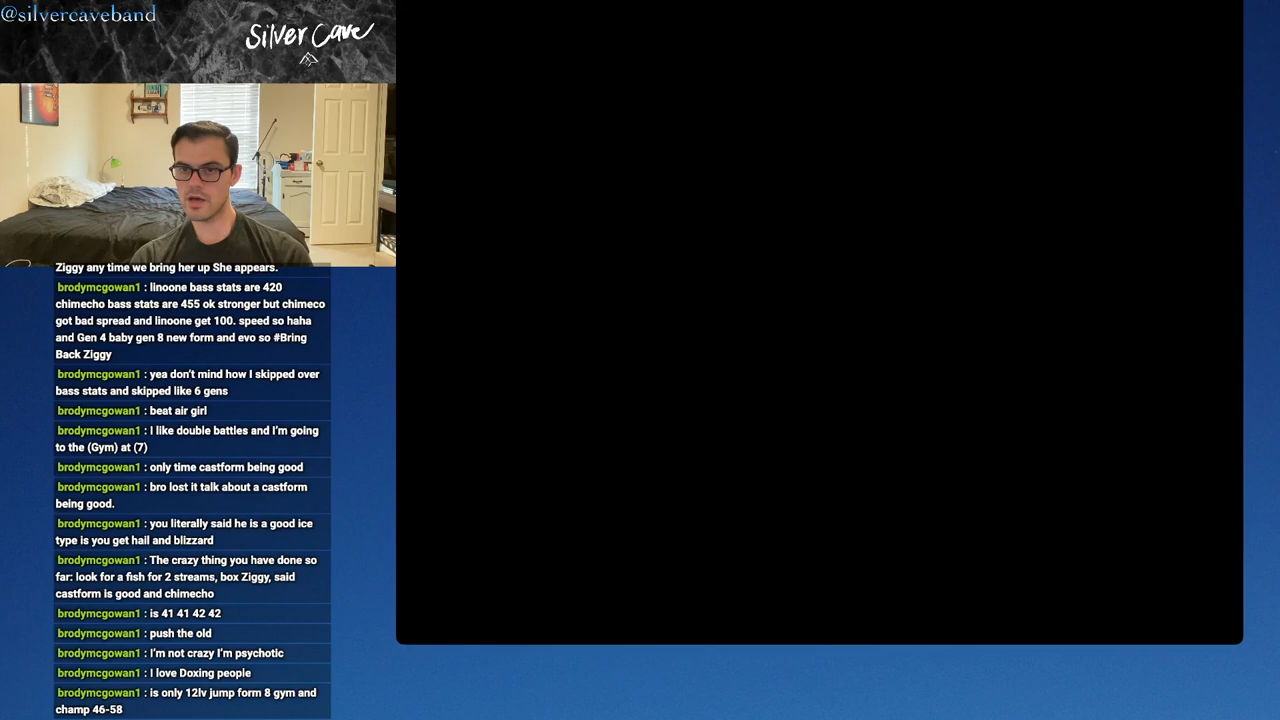 @silvercaveband
Silver Cave
Ziggy any time we bring her up She appears.
brodymcgowan1 : linoone bass stats are 420
chimecho bass stats are 455 ok stronger but chimeco
got bad spread and linoone get 100. speed so haha
and Gen 4 baby gen 8 new form and evo so #Bring
Back Ziggy
brodymcgowan1 : yea don't mind how I skipped over
bass stats and skipped like 6 gens
brodymcgowan1 : beat air girl
brodymcgowan1 : I like double battles and I'm going
to the (Gym) at (7)
brodymcgowan1 : only time castform being good
brodymcgowan1 : bro lost it talk about a castform
being good.
brodymcgowan1 : you literally said he is a good ice
type is you get hail and blizzard
brodymcgowan1 : The crazy thing you have done so
far: look for a fish for 2 streams, box Ziggy, said
castform is good and chimecho
brodymcgowan1 : is 41 41 42 42
brodymcgowan1 : push the old
brodymcgowan1 : I'm not crazy I'm psychotic
brodymcgowan1 : I love Doxing people
brodymcgowan1 : is only 12lv jump form 8 gym and
champ 46-58